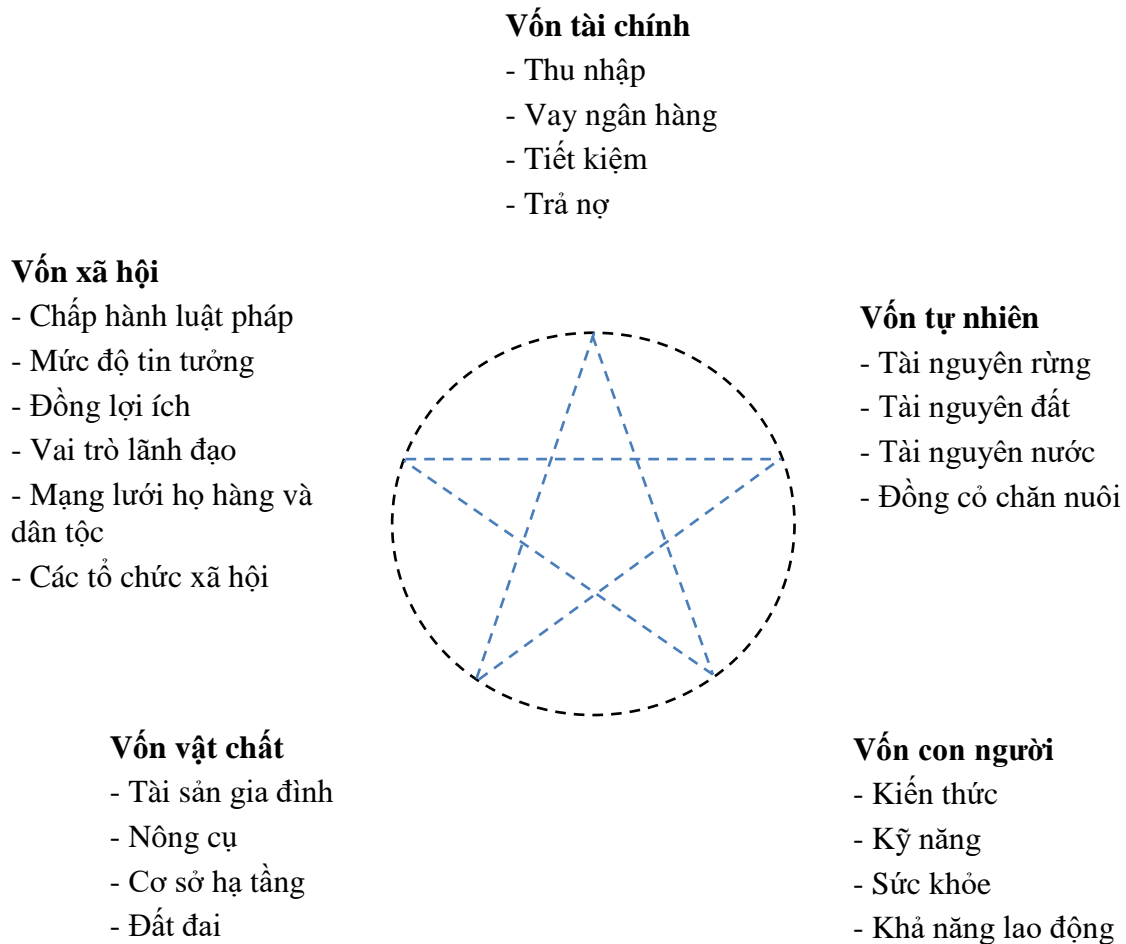 Vốn tài chính
- Thu nhập
- Vay ngân hàng
- Tiết kiệm
- Trả nợ
Vốn xã hội
- Chấp hành luật pháp
- Mức độ tin tưởng
- Đồng lợi ích
- Vai trò lãnh đạo
- Mạng lưới họ hàng và
dân tộc
- Các tổ chức xã hội
Vốn tự nhiên
- Tài nguyên rừng
- Tài nguyên đất
- Tài nguyên nước
- Đồng cỏ chăn nuôi
Vốn vật chất
- Tài sản gia đình
- Nông cụ
- Cơ sở hạ tầng
- Đất đai
Vốn con người
- Kiến thức
- Kỹ năng
- Sức khỏe
- Khả năng lao động